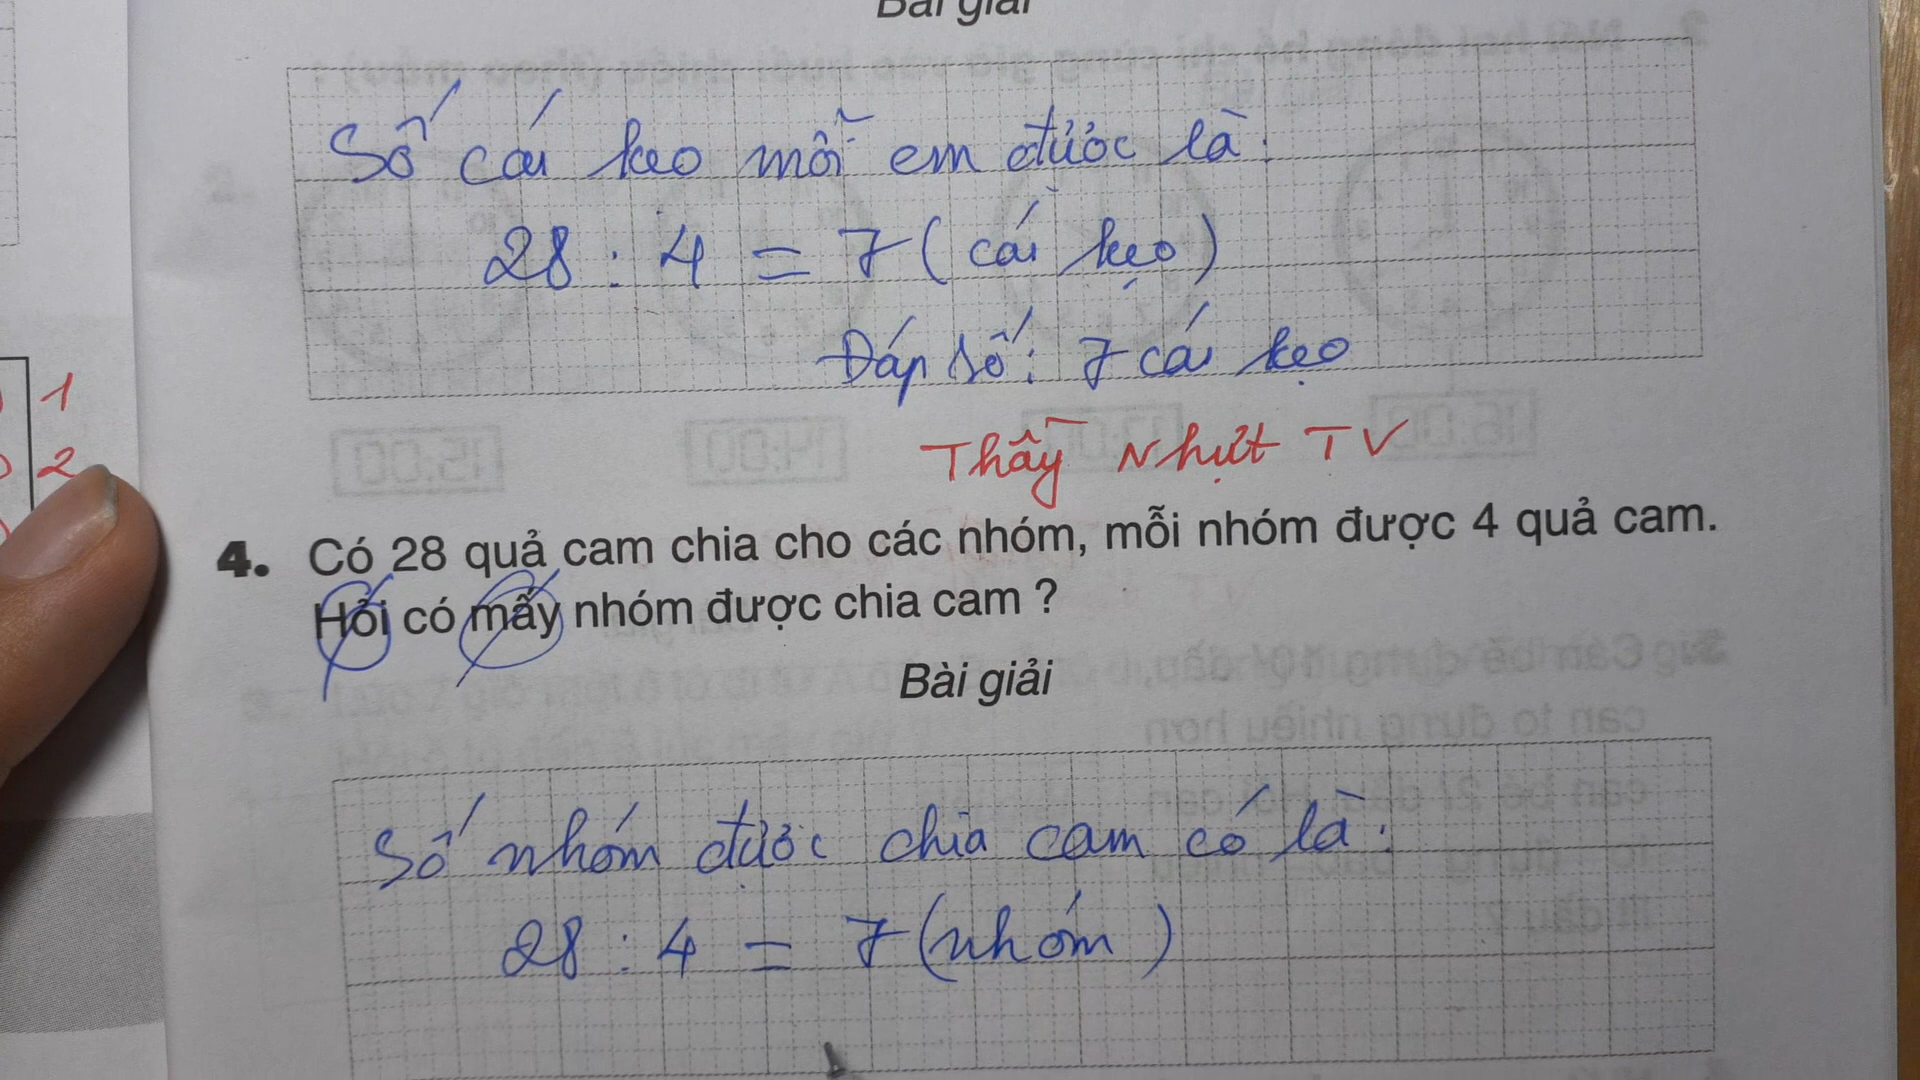 Bài giải
Số cái kẹo mỗi em được là:
28 : 4 = 7 (cái kẹo)
Đáp số: 7 cái kẹo
1
2
Thầy Nhựt TV
4. Có 28 quả cam chia cho các nhóm, mỗi nhóm được 4 quả cam.
Hỏi có mấy nhóm được chia cam ?
Bài giải
Số nhóm được chia cam có là:
28 : 4 = 7 (nhóm)